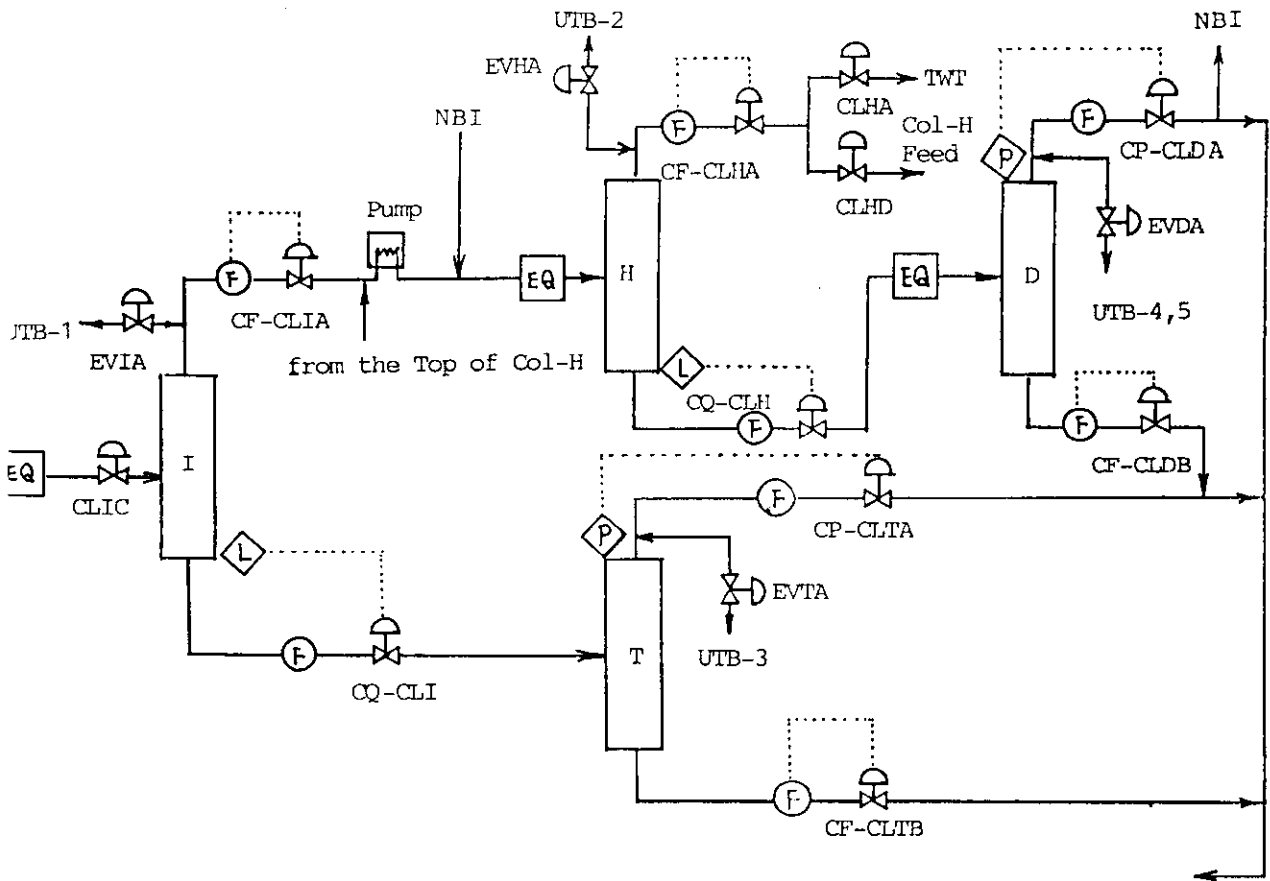 UTB-2
NBI
EVHA
F
CLHA
TWT
NBI
F
CP-CLDA
P
CF-CLHA
Col-H
Feed
CLHD
Pump
F
CF-CLIA
EQ
H
EQ
D
EVDA
UTB-4,5
UTB-1
EVIA
from the Top of Col-H
L
CQ-CLH
F
F
CF-CLDB
EQ
CLIC
I
F
CP-CLTA
P
L
EVTA
UTB-3
F
CQ-CLI
T
F
CF-CLTB